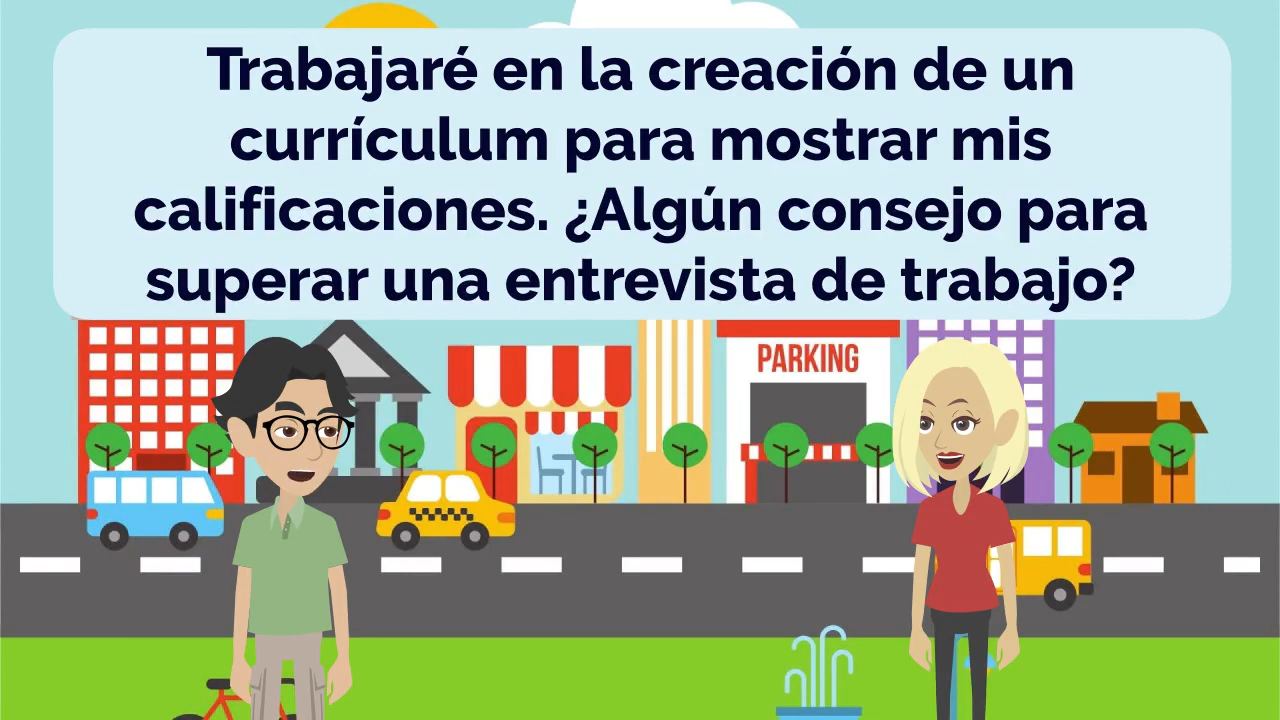 Trabajaré en la creación de un
currículum para mostrar mis
calificaciones. ¿Algún consejo para
superar una entrevista de trabajo?
PARKING